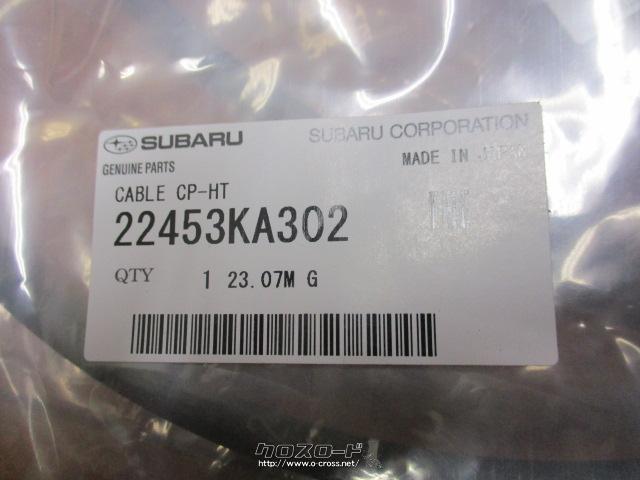 SUBARU
SUBARU CORPORATION
GENUINE PARTS
MADE IN JAPAN
CABLE CP-HT
22453KA302
QTY 1 23.07M G
クロスロード
http://www.o-cross.net/